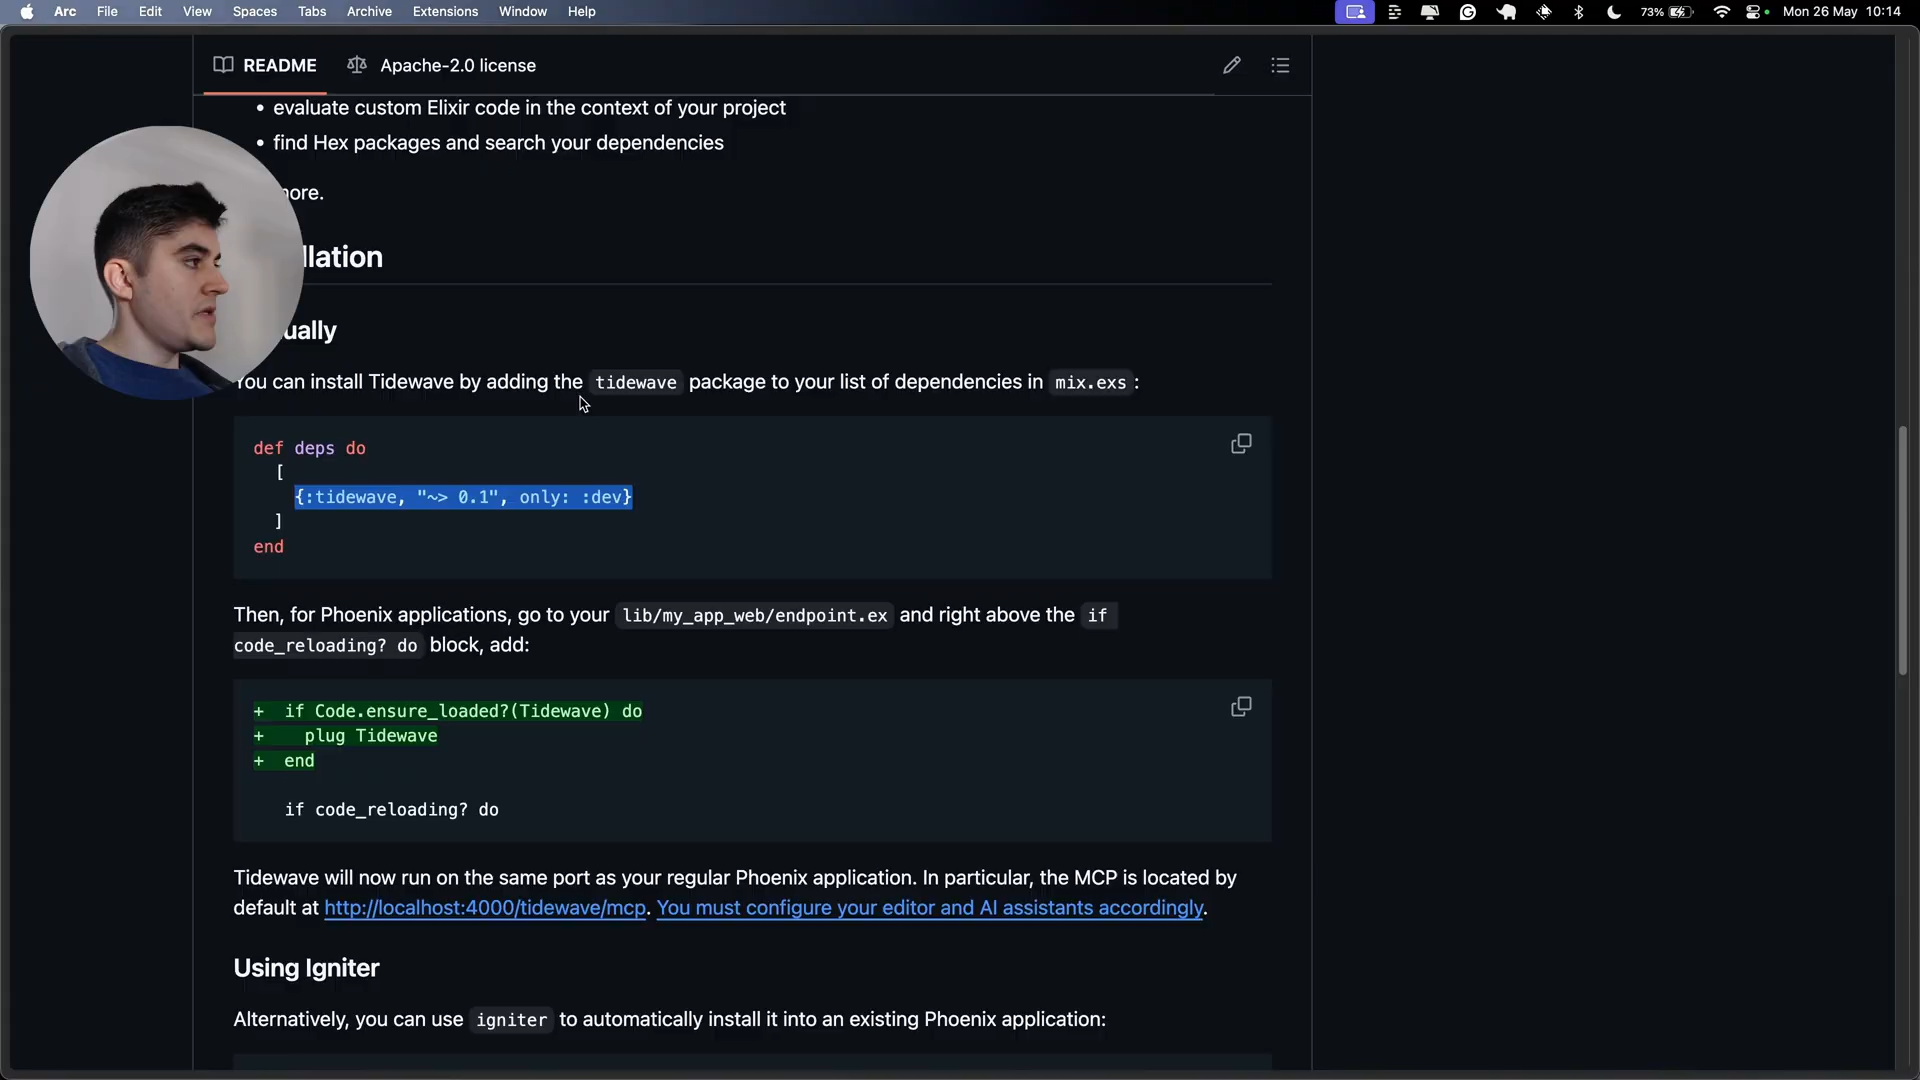 Arc File Edit View Spaces Tabs Archive Extensions Window Help 73% Mon 26 May 10:14
README Apache-2.0 license
• evaluate custom Elixir code in the context of your project
• find Hex packages and search your dependencies
more.
llation
ually
You can install Tidewave by adding the tidewave package to your list of dependencies in mix.exs:
def deps do
[
{:tidewave, "~> 0.1", only: :dev}
]
end
Then, for Phoenix applications, go to your lib/my_app_web/endpoint.ex and right above the if
code_reloading? do block, add:
+ if Code.ensure_loaded?(Tidewave) do
+ plug Tidewave
+ end
if code_reloading? do
Tidewave will now run on the same port as your regular Phoenix application. In particular, the MCP is located by
default at http://localhost:4000/tidewave/mcp. You must configure your editor and AI assistants accordingly.
Using Igniter
Alternatively, you can use igniter to automatically install it into an existing Phoenix application: